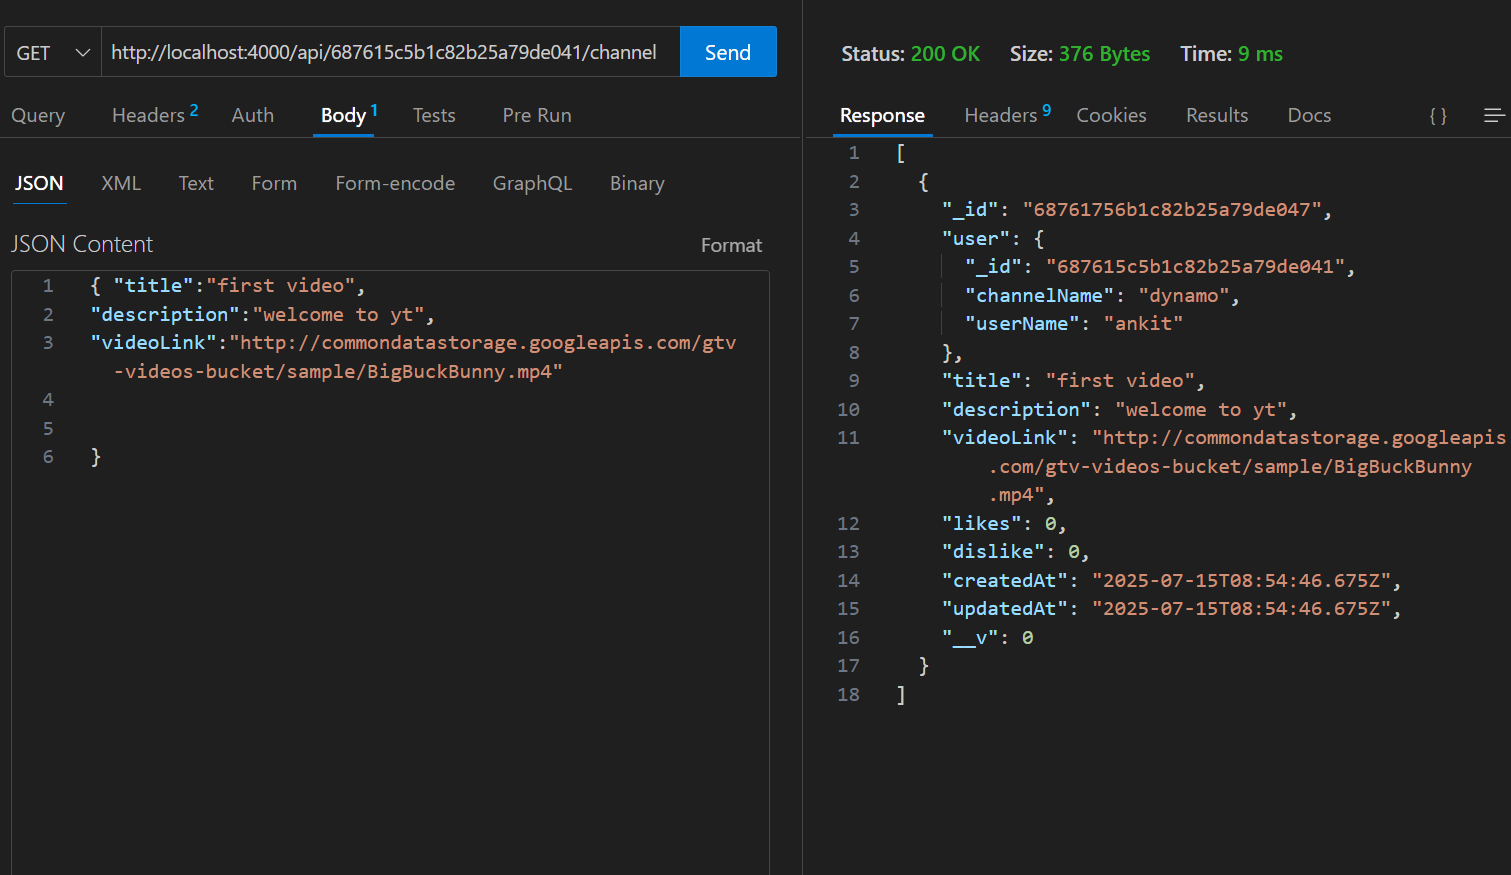 GET http://localhost:4000/api/687615c5b1c82b25a79de041/channel Send
Query Headers 2 Auth Body 1 Tests Pre Run
JSON XML Text Form Form-encode GraphQL Binary
JSON Content Format
1 { "title":"first video",
2 "description":"welcome to yt",
3 "videoLink":"http://commondatastorage.googleapis.com/gtv
-videos-bucket/sample/BigBuckBunny.mp4"
4
5
6 }
Status: 200 OK Size: 376 Bytes Time: 9 ms
Response Headers 9 Cookies Results Docs { }
1 [
2 {
3 "_id": "68761756b1c82b25a79de047",
4 "user": {
5 "_id": "687615c5b1c82b25a79de041",
6 "channelName": "dynamo",
7 "userName": "ankit"
8 },
9 "title": "first video",
10 "description": "welcome to yt",
11 "videoLink": "http://commondatastorage.googleapis
.com/gtv-videos-bucket/sample/BigBuckBunny
.mp4",
12 "likes": 0,
13 "dislike": 0,
14 "createdAt": "2025-07-15T08:54:46.675Z",
15 "updatedAt": "2025-07-15T08:54:46.675Z",
16 "__v": 0
17 }
18 ]